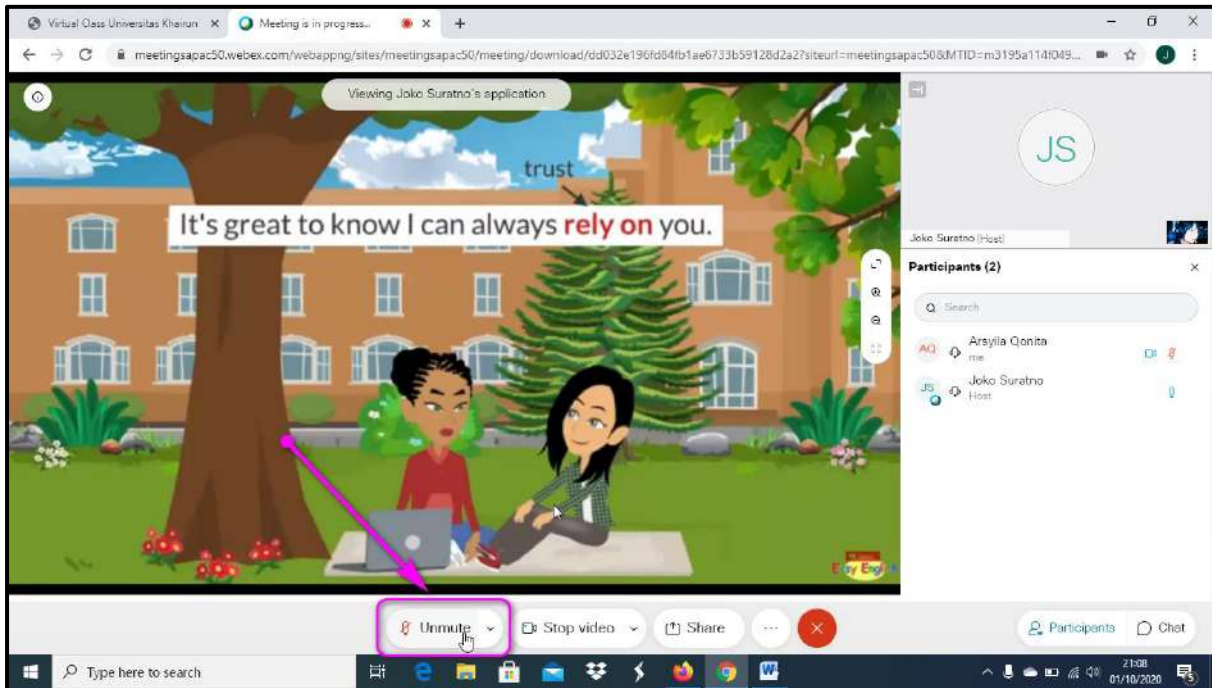 Virtual Class Universitas Khairun
Meeting is in progress...
meetingsapac50.webex.com/webappng/sites/meetingsapac50/meeting/download/dd032e196fd84fb1ae6733b59128d2a2?siteurl=meetingsapac50&MTID=m3195a114f049...
J
Viewing Joko Suratno's application
trust
It's great to know I can always rely on you.
JS
Joko Suratno (Host)
Participants (2)
Search
AQ
Arsyila Qonita
me
JS
Joko Suratno
Host
Easy English
Unmute
Stop video
Share
Participants
Chat
Type here to search
21:08
01/10/2020